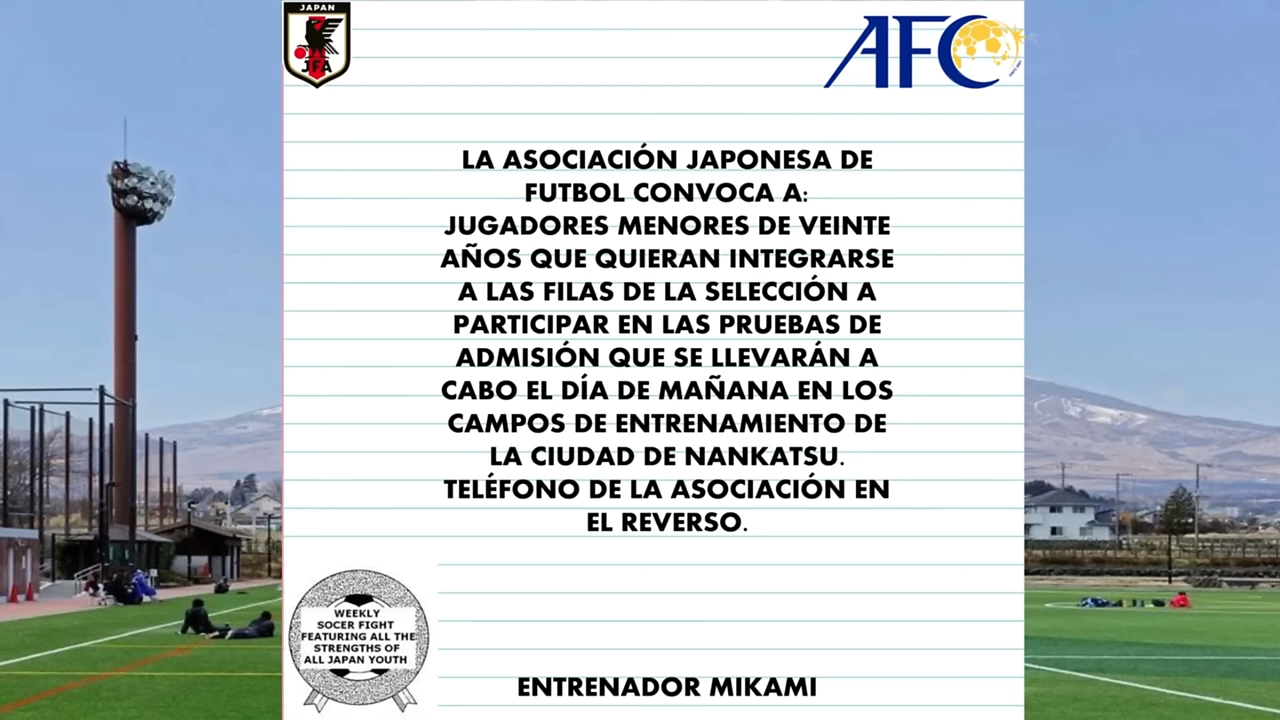 JAPAN
JFA
AFC
LA ASOCIACIÓN JAPONESA DE
FUTBOL CONVOCA A:
JUGADORES MENORES DE VEINTE
AÑOS QUE QUIERAN INTEGRARSE
A LAS FILAS DE LA SELECCIÓN A
PARTICIPAR EN LAS PRUEBAS DE
ADMISIÓN QUE SE LLEVARÁN A
CABO EL DÍA DE MAÑANA EN LOS
CAMPOS DE ENTRENAMIENTO DE
LA CIUDAD DE NANKATSU.
TELÉFONO DE LA ASOCIACIÓN EN
EL REVERSO.
WEEKLY
SOCER FIGHT
FEATURING ALL THE
STRENGTHS OF
ALL JAPAN YOUTH
ENTRENADOR MIKAMI